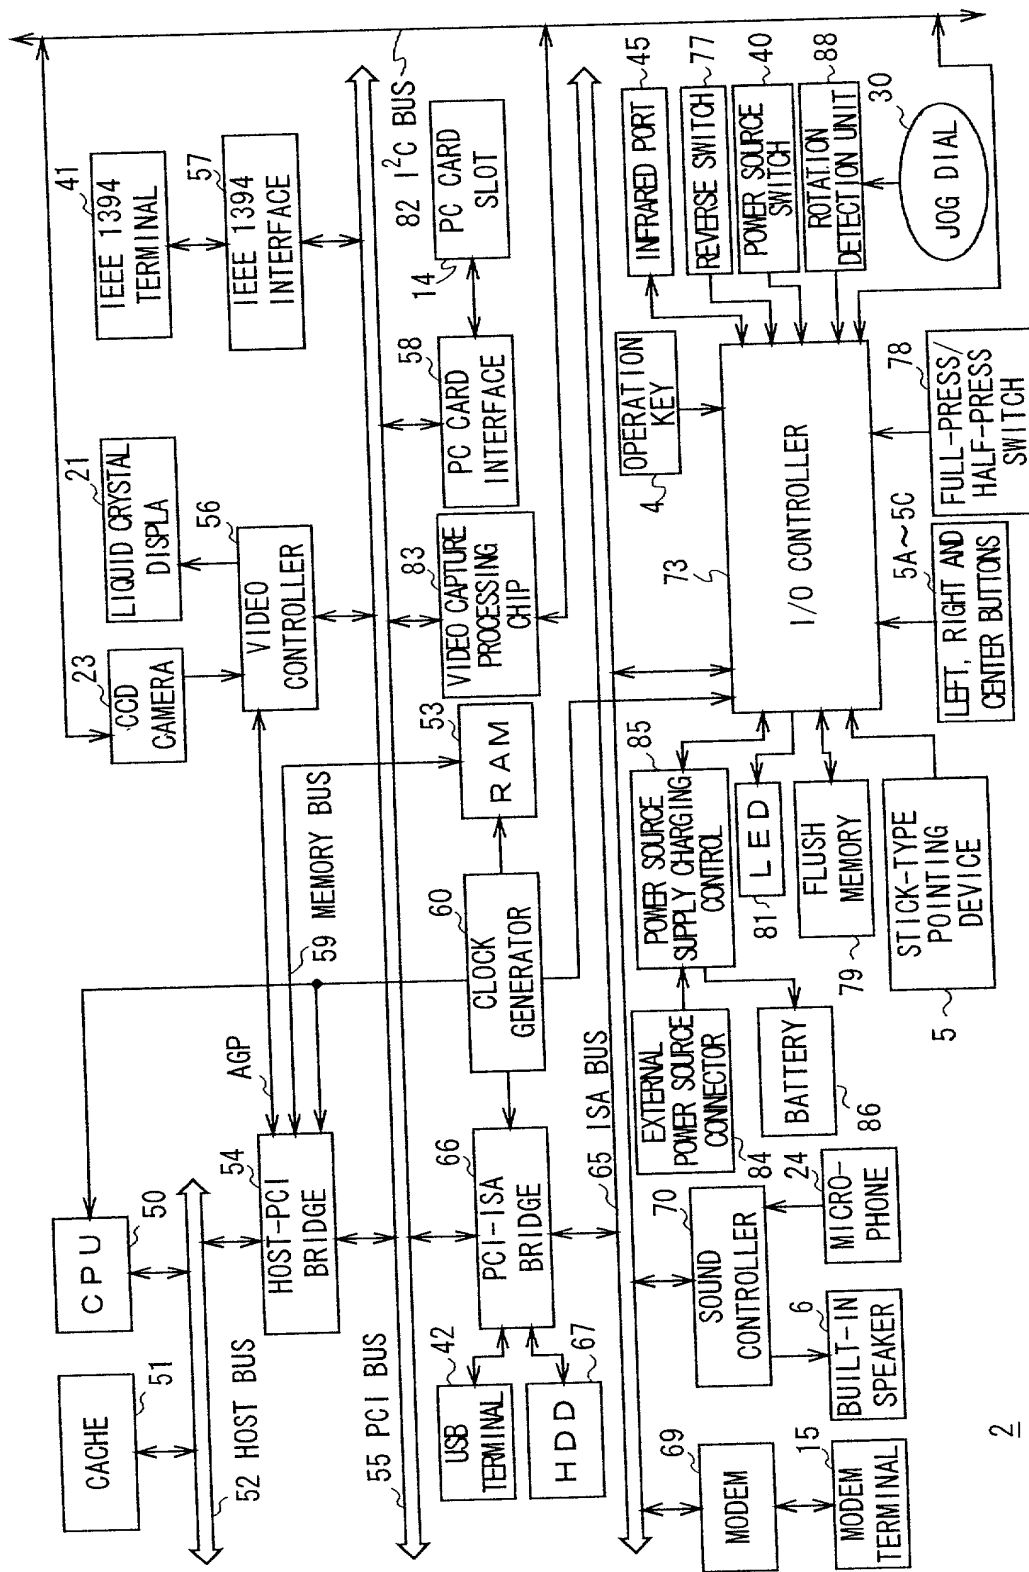 CACHE
51
CPU
50
52 HOST BUS
HOST-PCI
BRIDGE
54
AGP
59 MEMORY BUS
CCD
CAMERA
23
LIQUID CRYSTAL
DISPLA
21
VIDEO
CONTROLLER
56
IEEE 1394
TERMINAL
41
IEEE 1394
INTERFACE
57
55 PCI BUS
82 I²C BUS
USB
TERMINAL
42
HDD
67
PCI-ISA
BRIDGE
66
CLOCK
GENERATOR
60
RAM
53
VIDEO CAPTURE
PROCESSING
CHIP
83
PC CARD
INTERFACE
58
PC CARD
SLOT
14
65 ISA BUS
MODEM
69
MODEM
TERMINAL
15
SOUND
CONTROLLER
70
BUILT-IN
SPEAKER
6
MICRO-
PHONE
24
EXTERNAL
POWER SOURCE
CONNECTOR
84
BATTERY
86
POWER SOURCE
SUPPLY CHARGING
CONTROL
85
LED
81
FLUSH
MEMORY
79
STICK-TYPE
POINTING
DEVICE
5
I/O CONTROLLER
73
OPERATION
KEY
4
LEFT, RIGHT AND
CENTER BUTTONS
5A~5C
FULL-PRESS/
HALF-PRESS
SWITCH
78
INFRARED PORT
45
REVERSE SWITCH
77
POWER SOURCE
SWITCH
40
ROTATION
DETECTION UNIT
88
JOG DIAL
30
2